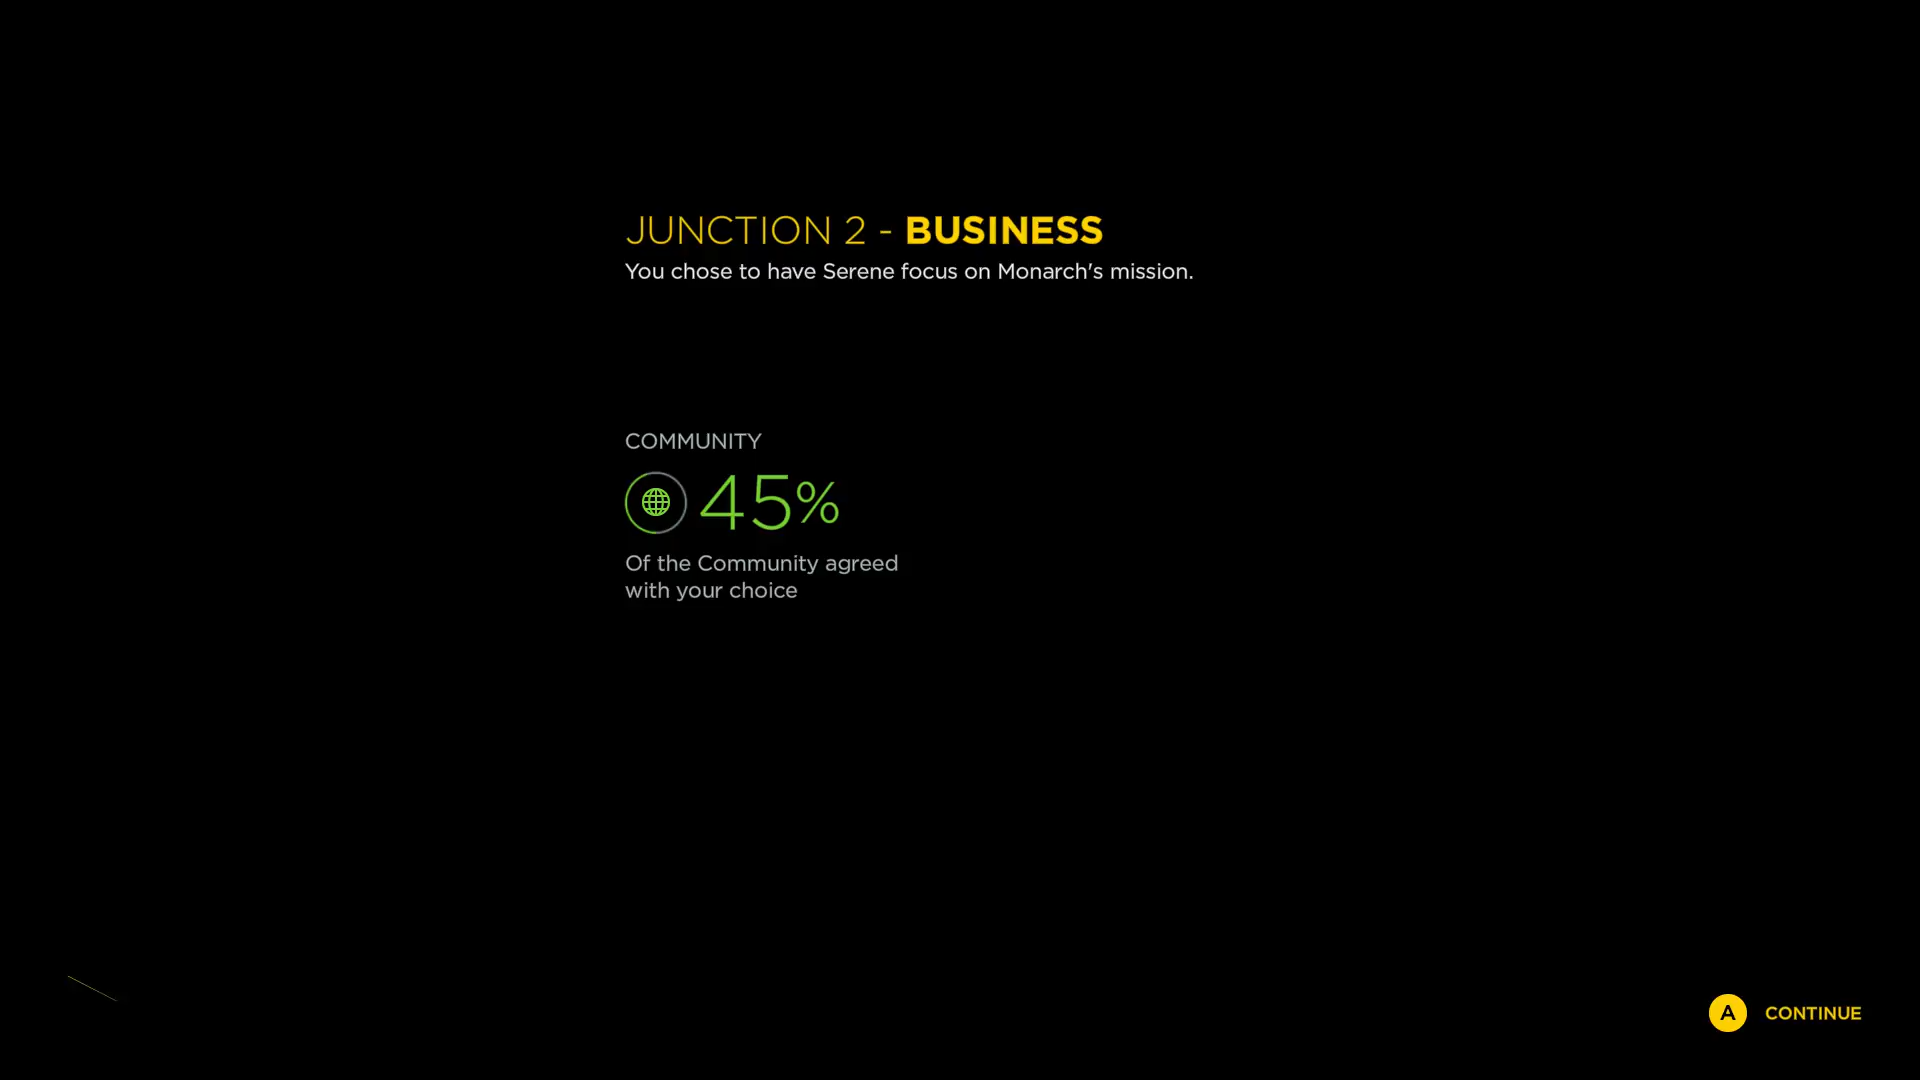 JUNCTION 2 - BUSINESS
You chose to have Serene focus on Monarch's mission.
COMMUNITY
45%
Of the Community agreed
with your choice
A CONTINUE